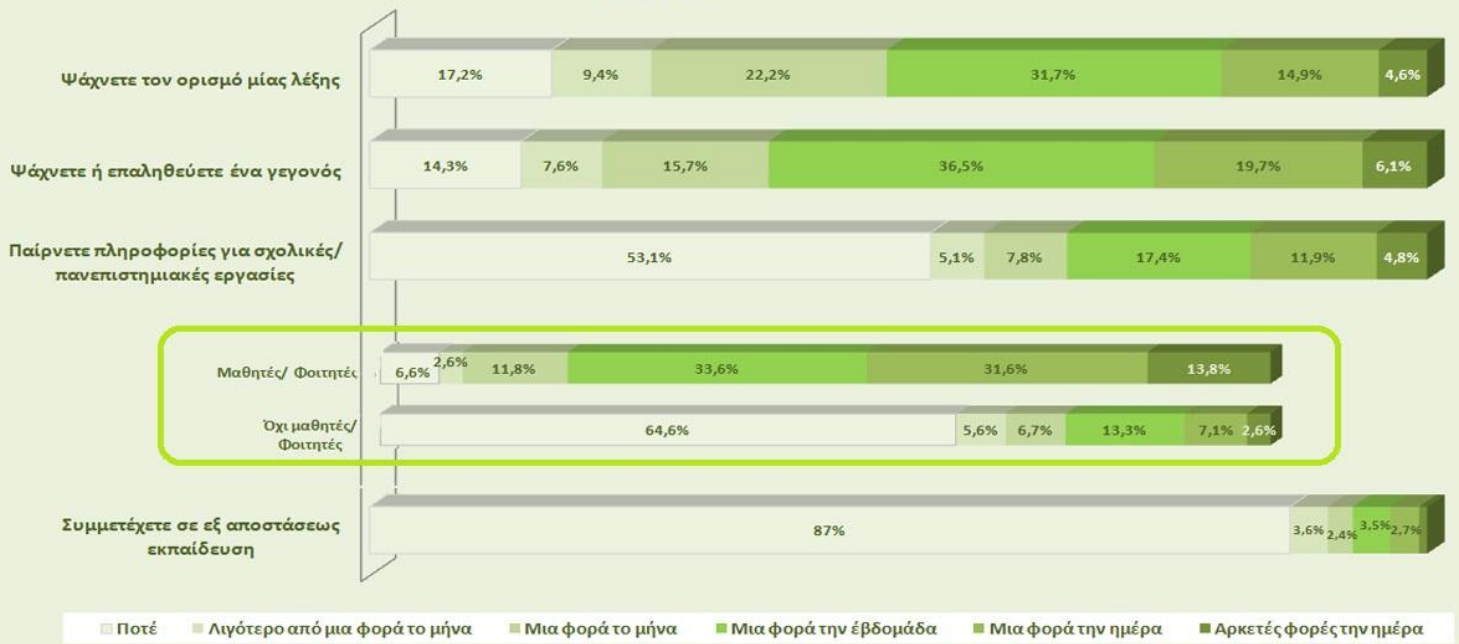 Ψάχνετε τον ορισμό μίας λέξης
17,2% 9,4% 22,2% 31,7% 14,9% 4,6%
Ψάχνετε ή επαληθεύετε ένα γεγονός
14,3% 7,6% 15,7% 36,5% 19,7% 6,1%
Παίρνετε πληροφορίες για σχολικές/
πανεπιστημιακές εργασίες
53,1% 5,1% 7,8% 17,4% 11,9% 4,8%
Μαθητές/ Φοιτητές
6,6% 2,6% 11,8% 33,6% 31,6% 13,8%
Όχι μαθητές/
Φοιτητές
64,6% 5,6% 6,7% 13,3% 7,1% 2,6%
Συμμετέχετε σε εξ αποστάσεως
εκπαίδευση
87% 3,6% 2,4% 3,5% 2,7%
Ποτέ Λιγότερο από μια φορά το μήνα Μια φορά το μήνα Μια φορά την έβδομάδα Μια φορά την ημέρα Αρκετές φορές την ημέρα